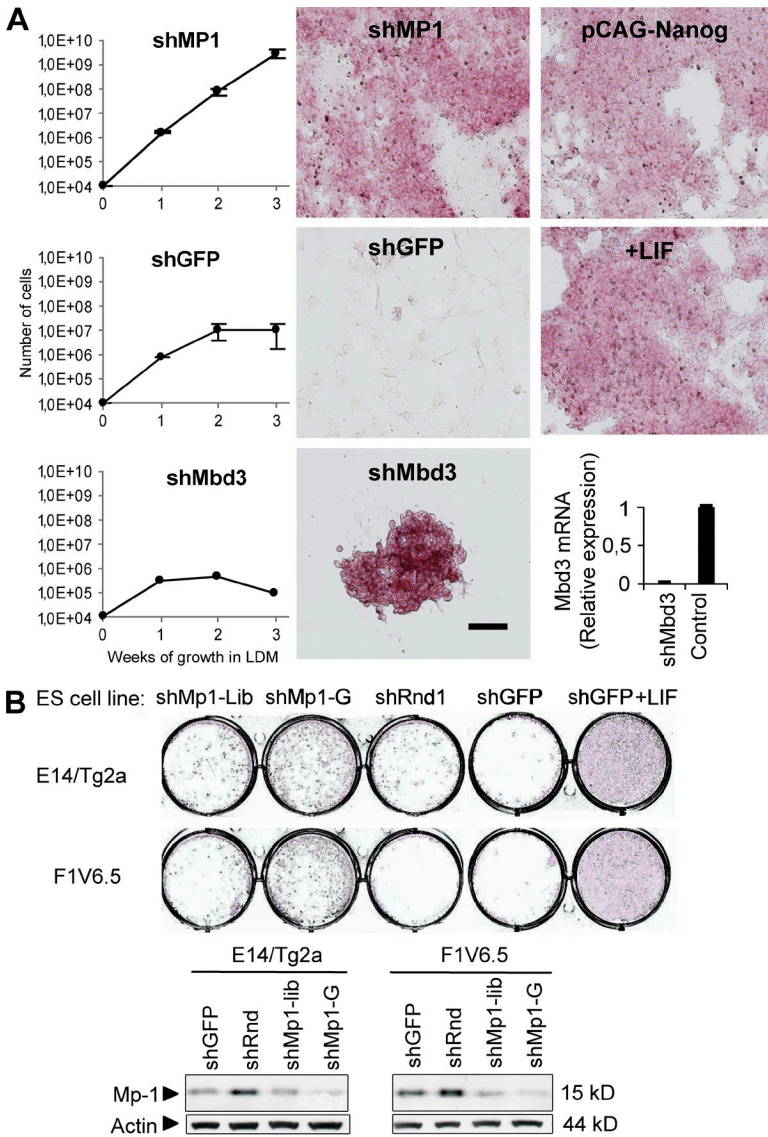 A
shMP1
1,0E+10
1,0E+09
1,0E+08
1,0E+07
1,0E+06
1,0E+05
1,0E+04
0 1 2 3
shMP1
pCAG-Nanog
Number of cells
shGFP
1,0E+10
1,0E+09
1,0E+08
1,0E+07
1,0E+06
1,0E+05
1,0E+04
0 1 2 3
shGFP
+LIF
shMbd3
1,0E+10
1,0E+09
1,0E+08
1,0E+07
1,0E+06
1,0E+05
1,0E+04
0 1 2 3
Weeks of growth in LDM
shMbd3
Mbd3 mRNA
(Relative expression)
1
0,5
0
shMbd3
Control
B ES cell line: shMp1-Lib shMp1-G shRnd1 shGFP shGFP+LIF
E14/Tg2a
F1V6.5
E14/Tg2a F1V6.5
shGFP shRnd shMp1-lib shMp1-G shGFP shRnd shMp1-lib shMp1-G
Mp-1 15 kD
Actin 44 kD